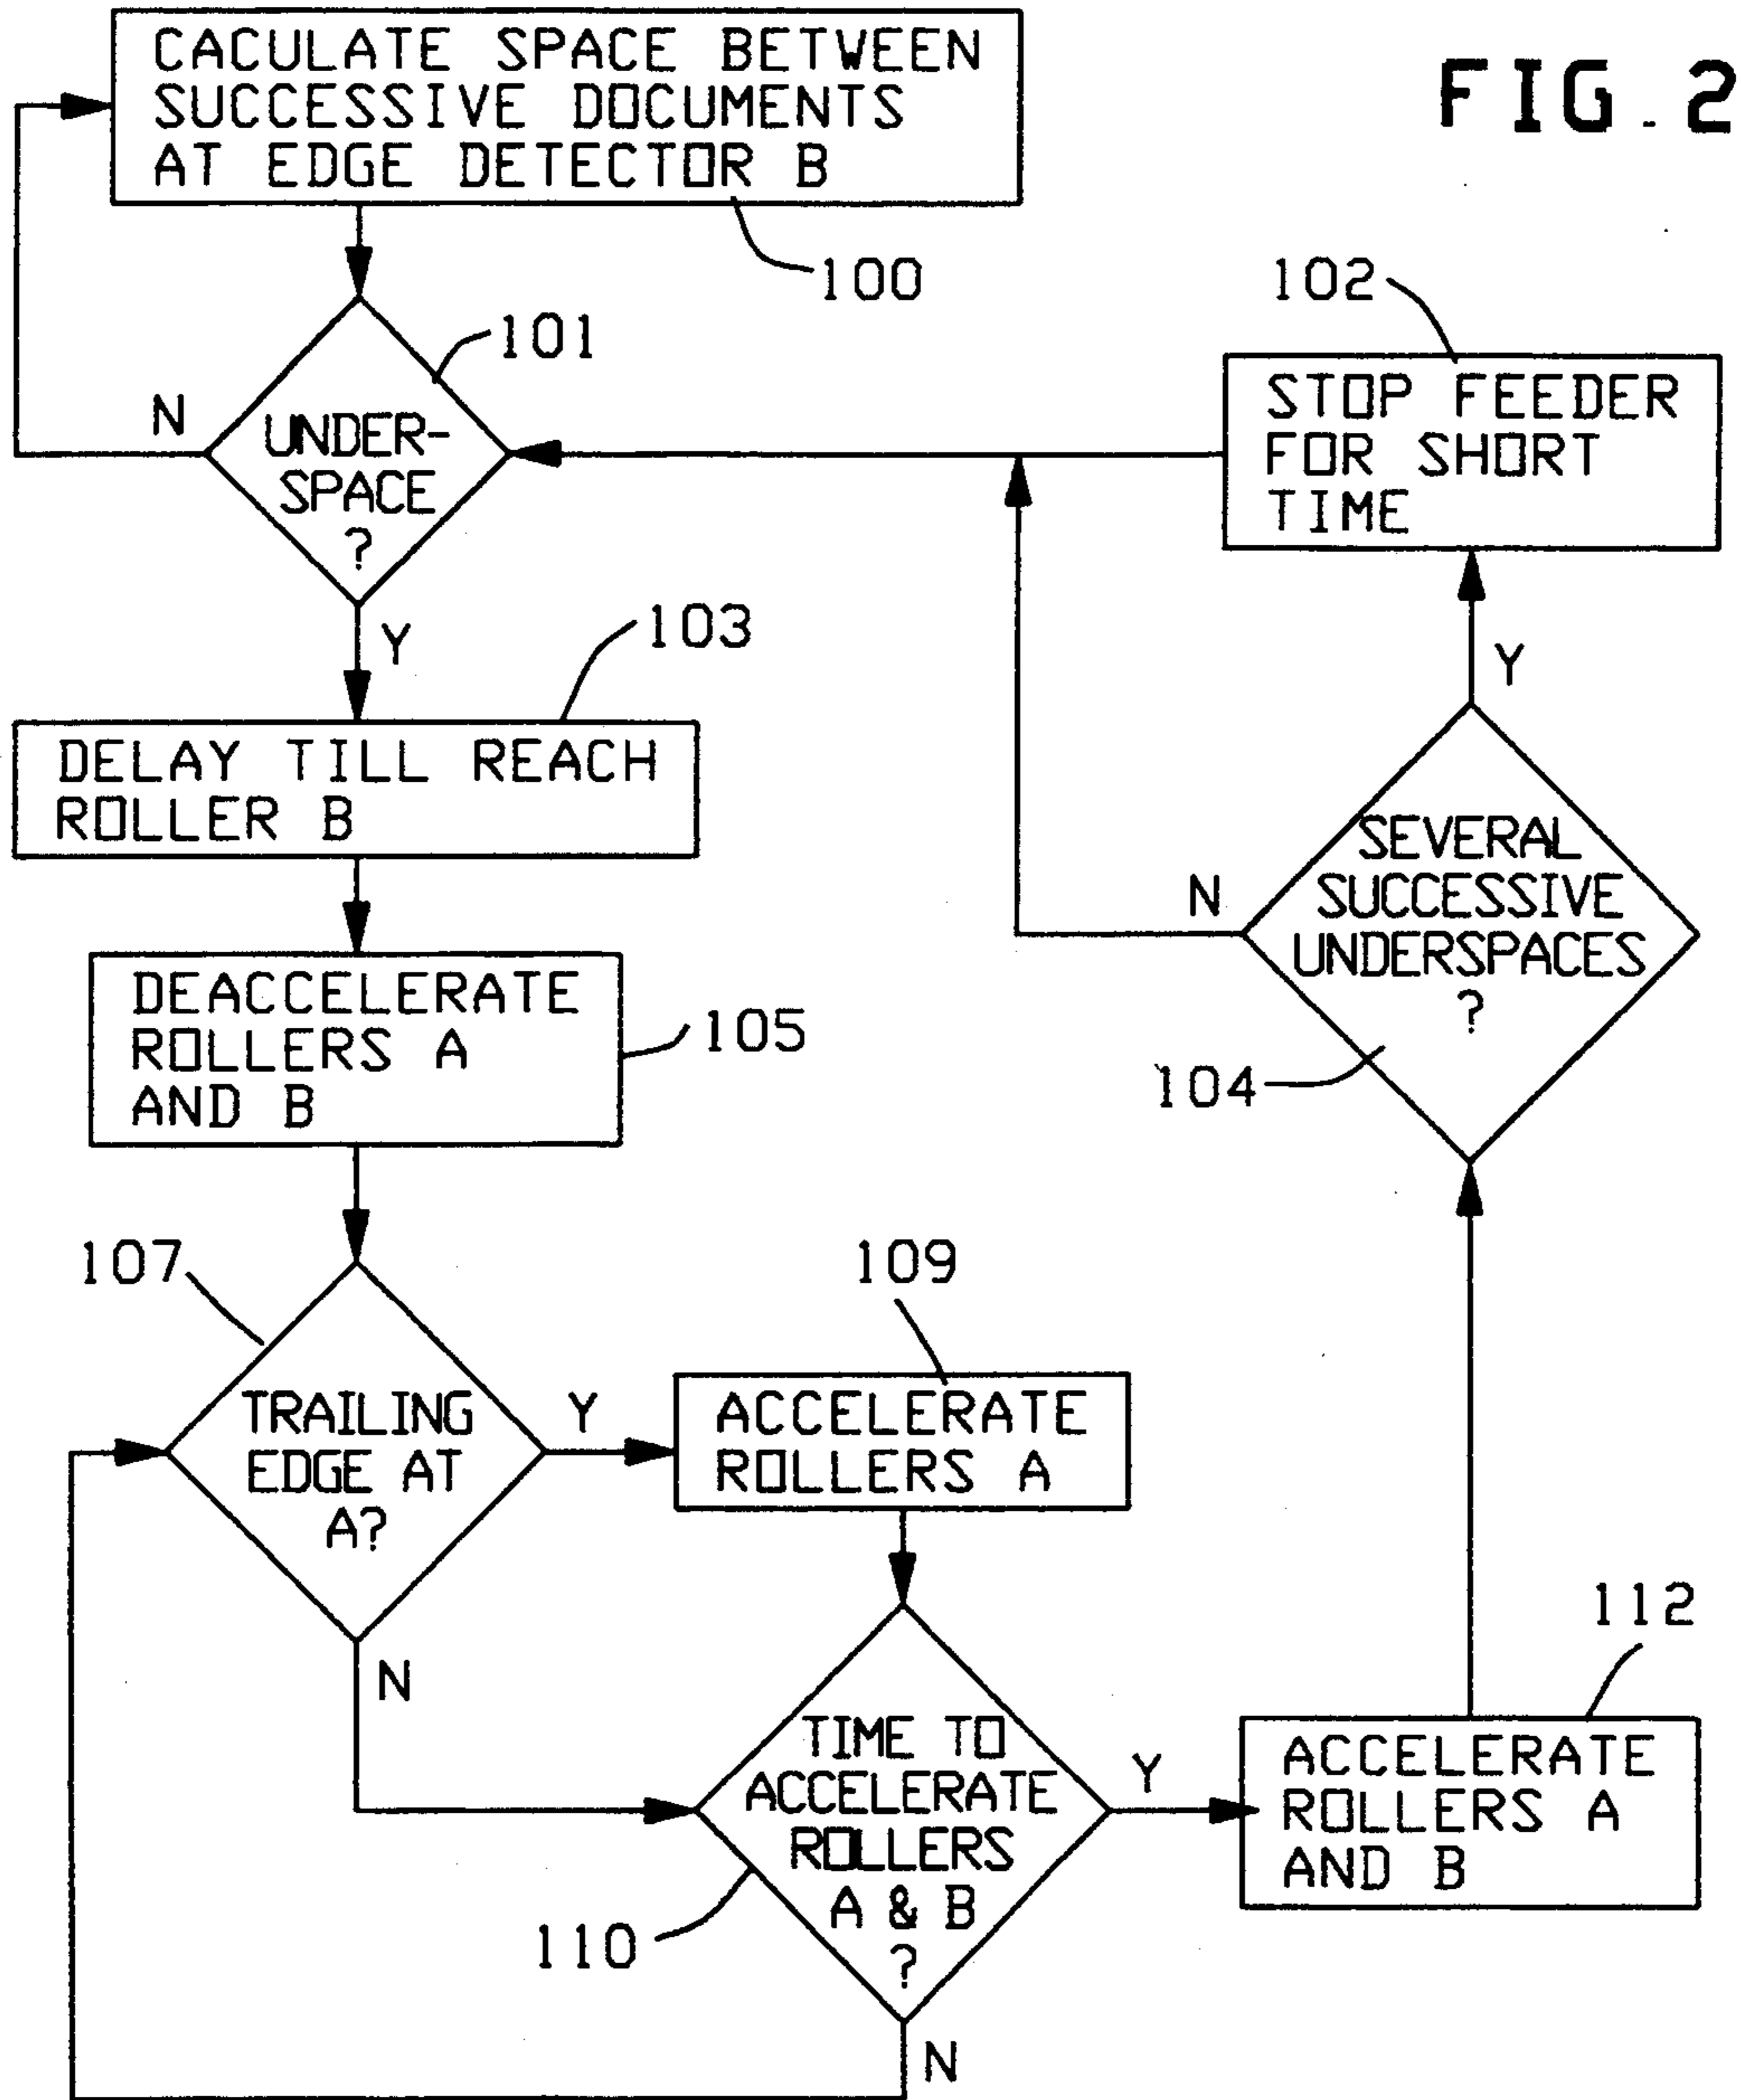 FIG. 2
CACULATE SPACE BETWEEN
SUCCESSIVE DOCUMENTS
AT EDGE DETECTOR B
100
101
N
UNDER-
SPACE
?
Y
102
STOP FEEDER
FOR SHORT
TIME
103
DELAY TILL REACH
ROLLER B
Y
SEVERAL
SUCCESSIVE
UNDERSPACES
?
N
104
DEACCELERATE
ROLLERS A
AND B
105
107
TRAILING
EDGE AT
A?
Y
N
109
ACCELERATE
ROLLERS A
TIME TO
ACCELERATE
ROLLERS
A & B
?
110
Y
N
112
ACCELERATE
ROLLERS A
AND B